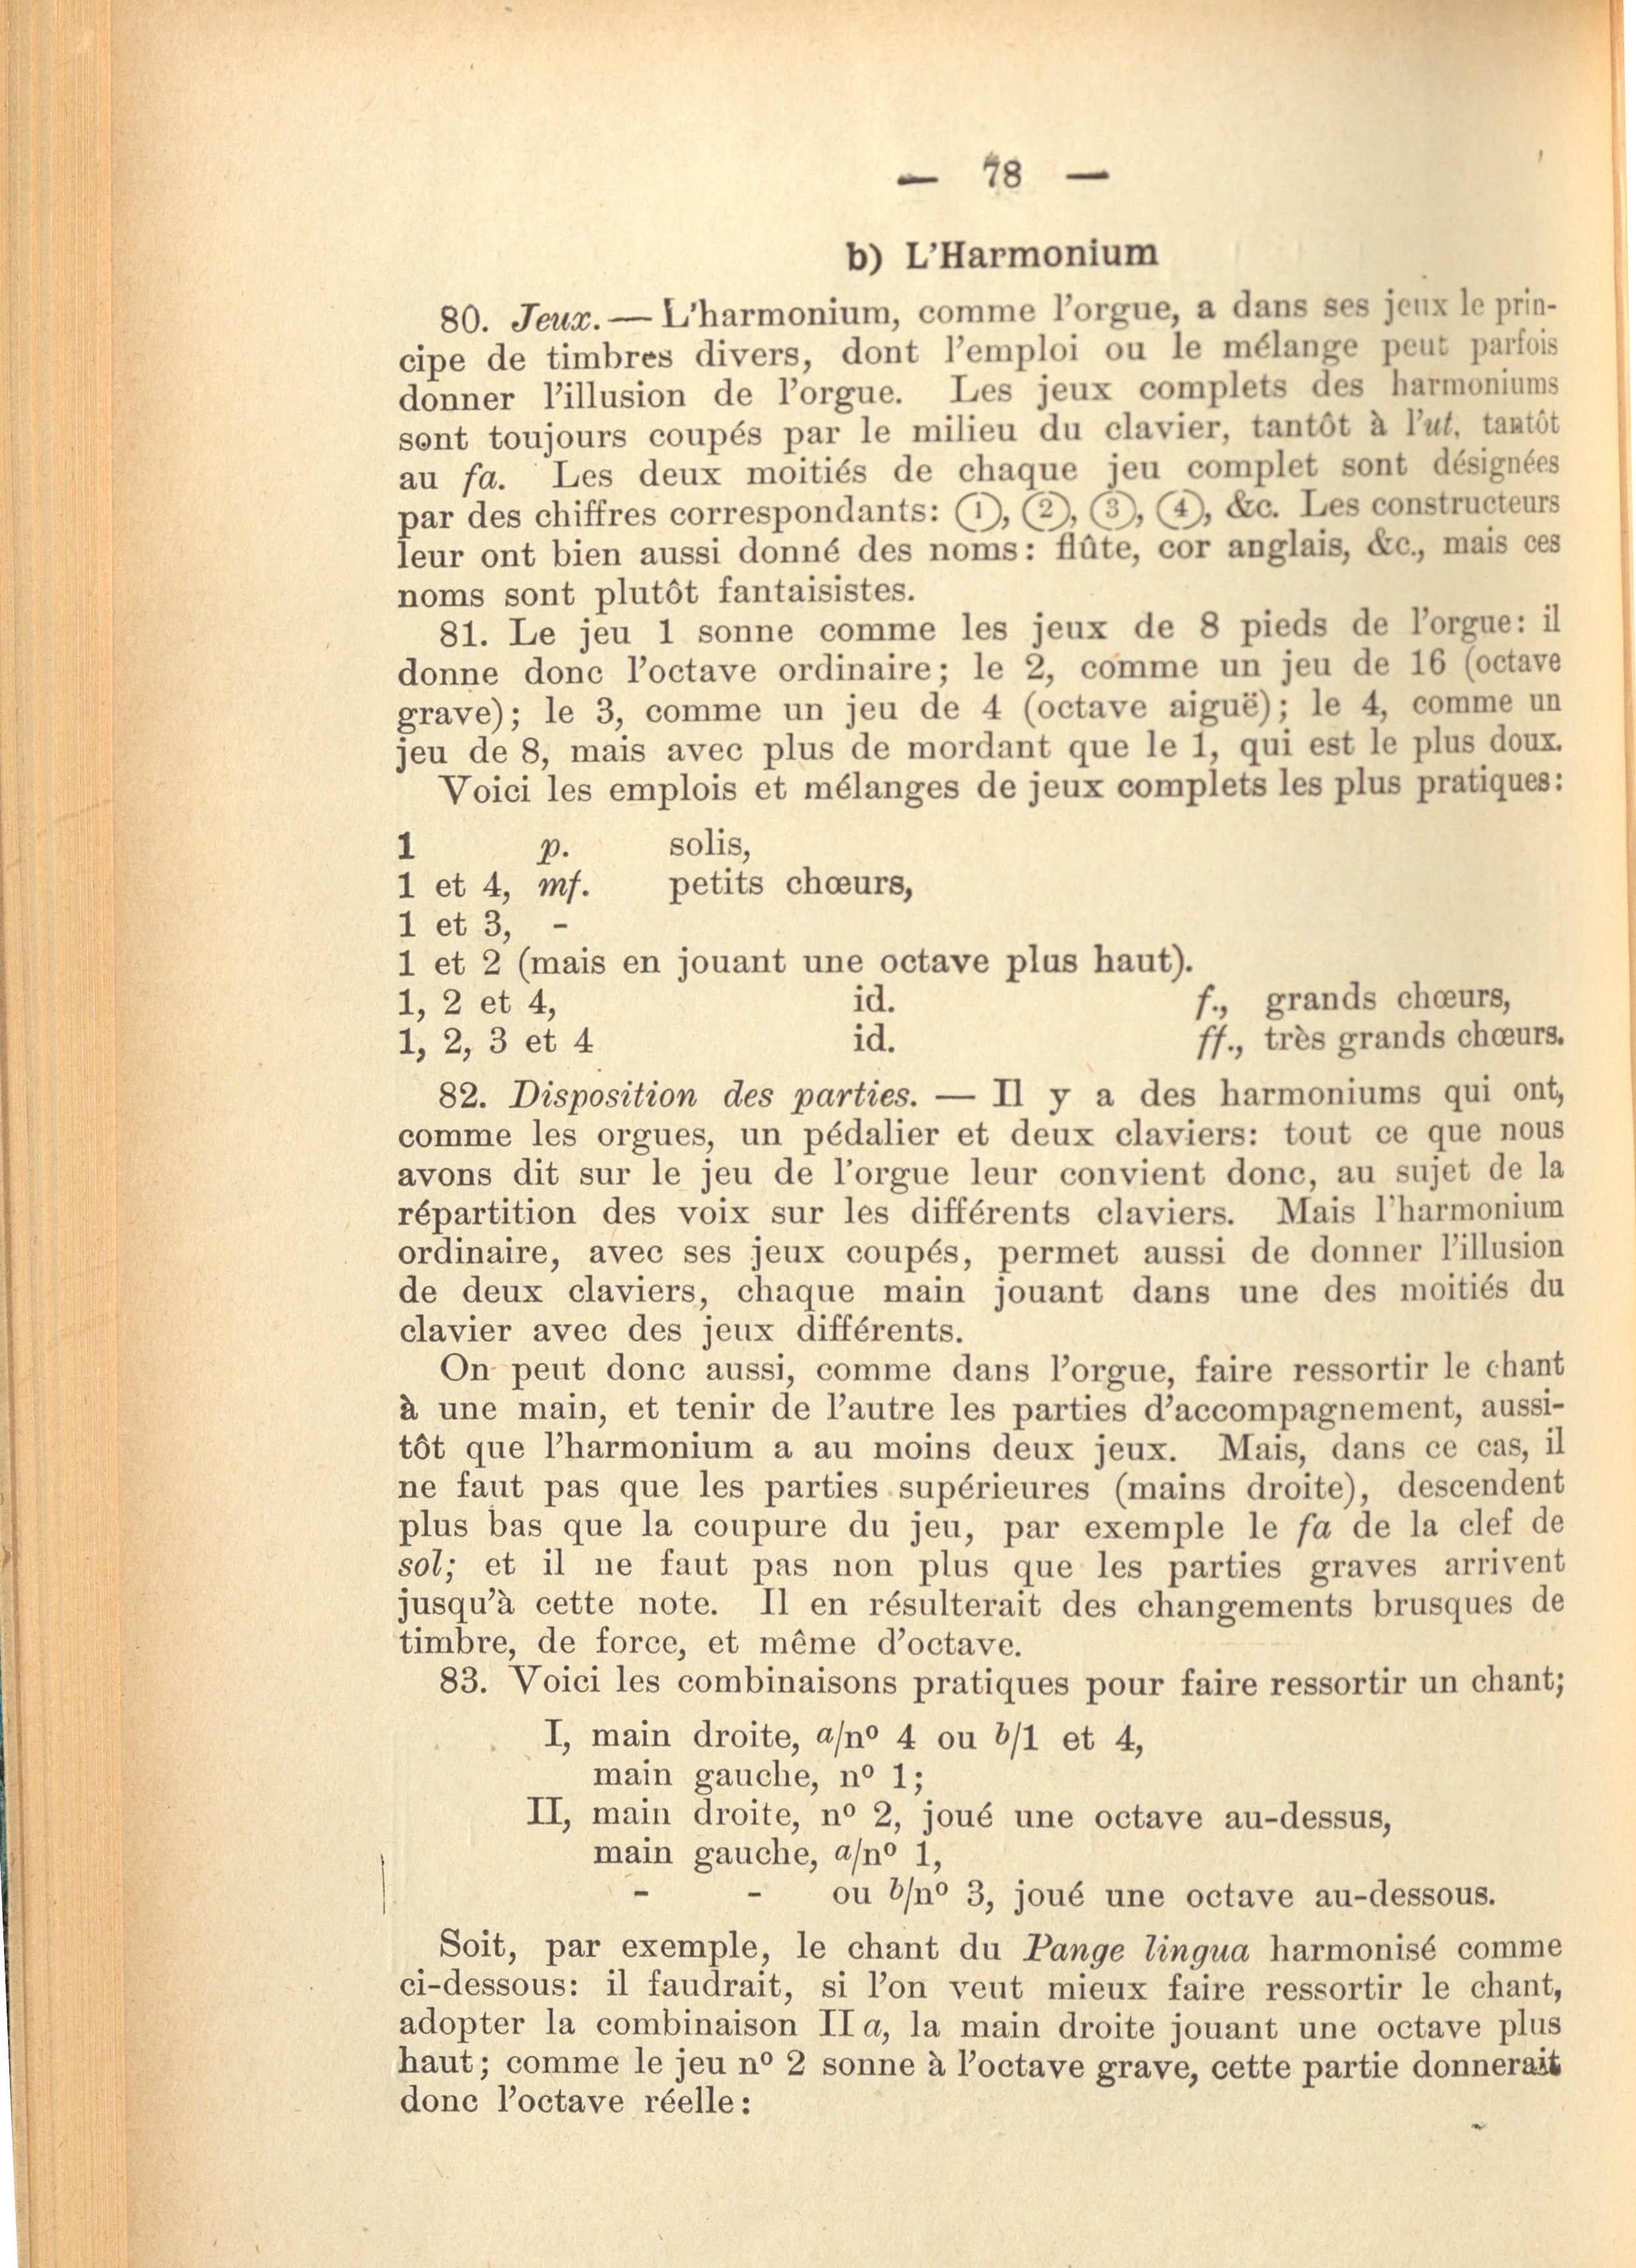 — 78 —
b) L'Harmonium
80. Jeux. — L'harmonium, comme l'orgue, a dans ses jeux le prin-
cipe de timbres divers, dont l'emploi ou le mélange peut parfois
donner l'illusion de l'orgue. Les jeux complets des harmoniums
sont toujours coupés par le milieu du clavier, tantôt à l'ut, tantôt
au fa. Les deux moitiés de chaque jeu complet sont désignées
par des chiffres correspondants: ①, ②, ③, ④, &c. Les constructeurs
leur ont bien aussi donné des noms: flûte, cor anglais, &c., mais ces
noms sont plutôt fantaisistes.
81. Le jeu 1 sonne comme les jeux de 8 pieds de l'orgue: il
donne donc l'octave ordinaire; le 2, comme un jeu de 16 (octave
grave); le 3, comme un jeu de 4 (octave aiguë); le 4, comme un
jeu de 8, mais avec plus de mordant que le 1, qui est le plus doux.
Voici les emplois et mélanges de jeux complets les plus pratiques:
1 p. solis,
1 et 4, mf. petits chœurs,
1 et 3, -
1 et 2 (mais en jouant une octave plus haut).
1, 2 et 4, id. f., grands chœurs,
1, 2, 3 et 4 id. ff., très grands chœurs.
82. Disposition des parties. — Il y a des harmoniums qui ont,
comme les orgues, un pédalier et deux claviers: tout ce que nous
avons dit sur le jeu de l'orgue leur convient donc, au sujet de la
répartition des voix sur les différents claviers. Mais l'harmonium
ordinaire, avec ses jeux coupés, permet aussi de donner l'illusion
de deux claviers, chaque main jouant dans une des moitiés du
clavier avec des jeux différents.
On peut donc aussi, comme dans l'orgue, faire ressortir le chant
à une main, et tenir de l'autre les parties d'accompagnement, aussi-
tôt que l'harmonium a au moins deux jeux. Mais, dans ce cas, il
ne faut pas que les parties supérieures (mains droite), descendent
plus bas que la coupure du jeu, par exemple le fa de la clef de
sol; et il ne faut pas non plus que les parties graves arrivent
jusqu'à cette note. Il en résulterait des changements brusques de
timbre, de force, et même d'octave.
83. Voici les combinaisons pratiques pour faire ressortir un chant;
I, main droite, a/nº 4 ou b/1 et 4,
main gauche, nº 1;
II, main droite, nº 2, joué une octave au-dessus,
main gauche, a/nº 1,
- - ou b/nº 3, joué une octave au-dessous.
Soit, par exemple, le chant du Pange lingua harmonisé comme
ci-dessous: il faudrait, si l'on veut mieux faire ressortir le chant,
adopter la combinaison II a, la main droite jouant une octave plus
haut; comme le jeu nº 2 sonne à l'octave grave, cette partie donnerait
donc l'octave réelle: